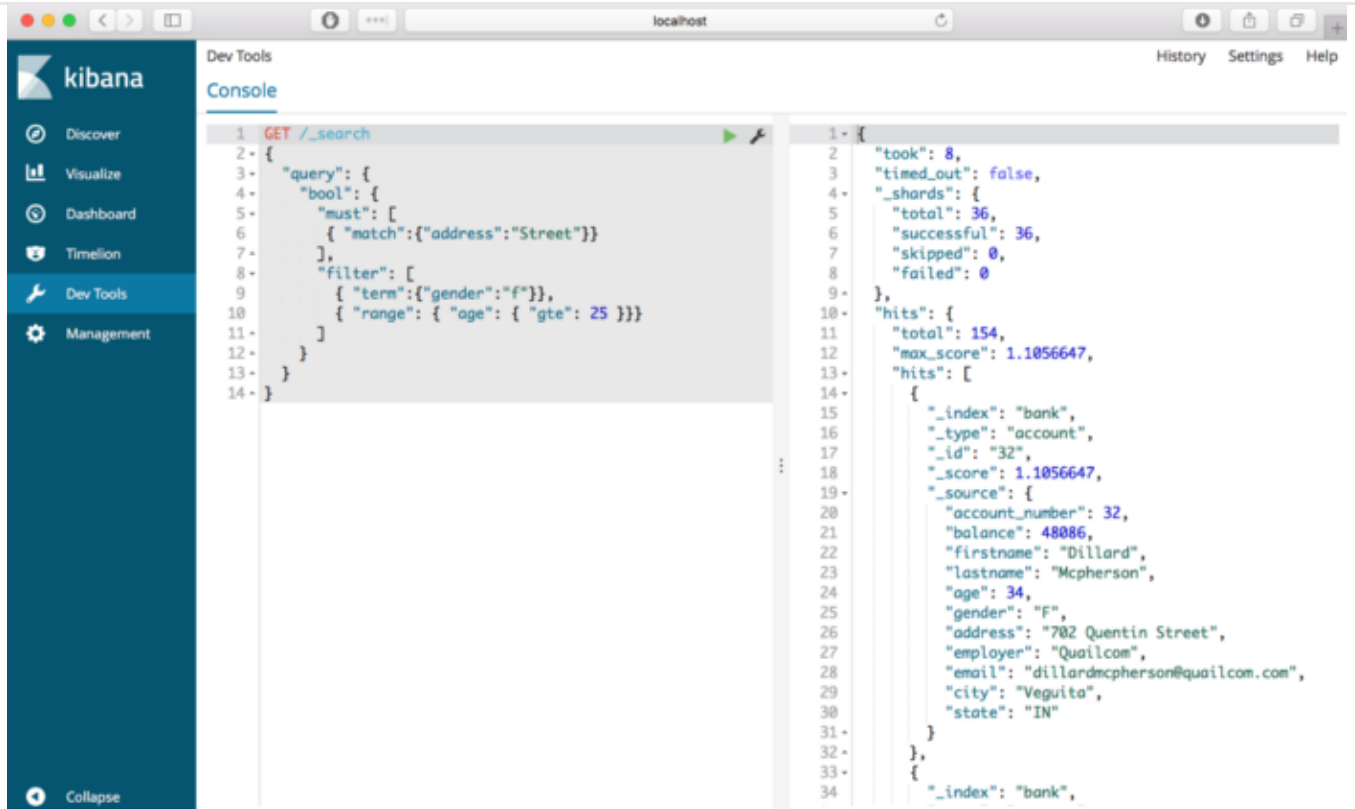 localhost
kibana
Discover
Visualize
Dashboard
Timelion
Dev Tools
Management
Collapse
Dev Tools
History Settings Help
Console
1 GET /_search
2 {
3 "query": {
4 "bool": {
5 "must": [
6 { "match":{"address":"Street"}}
7 ],
8 "filter": [
9 { "term":{"gender":"f"}},
10 { "range": { "age": { "gte": 25 }}}
11 ]
12 }
13 }
14 }
1 {
2 "took": 8,
3 "timed_out": false,
4 "_shards": {
5 "total": 36,
6 "successful": 36,
7 "skipped": 0,
8 "failed": 0
9 },
10 "hits": {
11 "total": 154,
12 "max_score": 1.1056647,
13 "hits": [
14 {
15 "_index": "bank",
16 "_type": "account",
17 "_id": "32",
18 "_score": 1.1056647,
19 "_source": {
20 "account_number": 32,
21 "balance": 48086,
22 "firstname": "Dillard",
23 "lastname": "Mcpherson",
24 "age": 34,
25 "gender": "F",
26 "address": "702 Quentin Street",
27 "employer": "Quailcom",
28 "email": "dillardmcpherson@quailcom.com",
29 "city": "Veguita",
30 "state": "IN"
31 }
32 },
33 {
34 "_index": "bank",